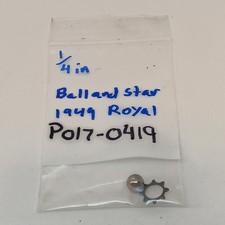 1/4 in
Ball and Star
1949 Royal
P017-0419